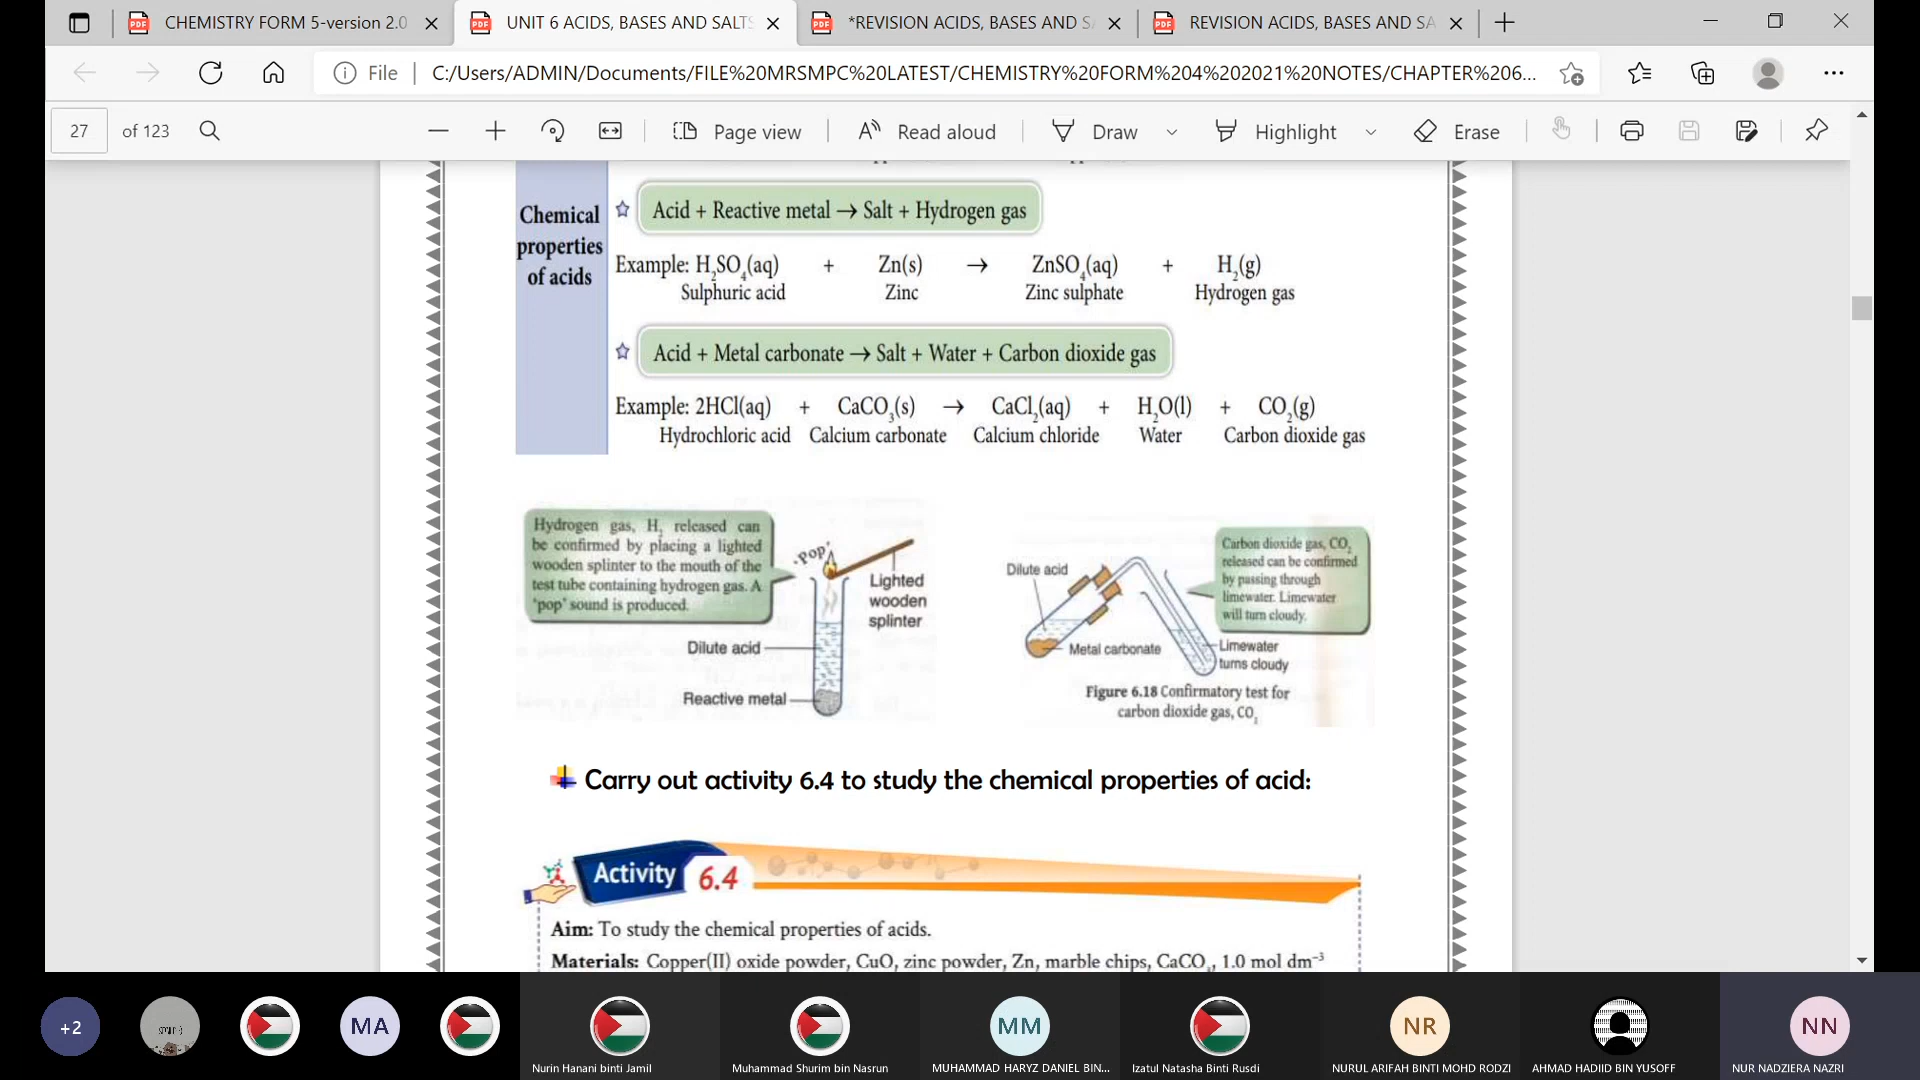 CHEMISTRY FORM 5-version 2.0
UNIT 6 ACIDS, BASES AND SALTS
*REVISION ACIDS, BASES AND S
REVISION ACIDS, BASES AND SA
File
C:/Users/ADMIN/Documents/FILE%20MRSMPC%20LATEST/CHEMISTRY%20FORM%204%202021%20NOTES/CHAPTER%206...
27 of 123
Page view
Read aloud
Draw
Highlight
Erase
Chemical
properties
of acids
Acid + Reactive metal → Salt + Hydrogen gas
Example: H₂SO₄(aq) + Zn(s) → ZnSO₄(aq) + H₂(g)
Sulphuric acid Zinc Zinc sulphate Hydrogen gas
Acid + Metal carbonate → Salt + Water + Carbon dioxide gas
Example: 2HCl(aq) + CaCO₃(s) → CaCl₂(aq) + H₂O(l) + CO₂(g)
Hydrochloric acid Calcium carbonate Calcium chloride Water Carbon dioxide gas
Hydrogen gas, H₂ released can
be confirmed by placing a lighted
wooden splinter to the mouth of the
test tube containing hydrogen gas. A
'pop' sound is produced.
'Pop'
Lighted
wooden
splinter
Dilute acid
Reactive metal
Dilute acid
Metal carbonate
Carbon dioxide gas, CO₂
released can be confirmed
by passing through
limewater. Limewater
will turn cloudy.
Limewater
turns cloudy
Figure 6.18 Confirmatory test for
carbon dioxide gas, CO₂
Carry out activity 6.4 to study the chemical properties of acid:
Activity 6.4
Aim: To study the chemical properties of acids.
Materials: Copper(II) oxide powder, CuO, zinc powder, Zn, marble chips, CaCO₃, 1.0 mol dm⁻³
+2
MA
MM
NR
NN
Nurin Hanani binti Jamil
Muhammad Shurim bin Nasrun
MUHAMMAD HARYZ DANIEL BIN...
Izatul Natasha Binti Rusdi
NURUL ARIFAH BINTI MOHD RODZI
AHMAD HADIID BIN YUSOFF
NUR NADZIERA NAZRI